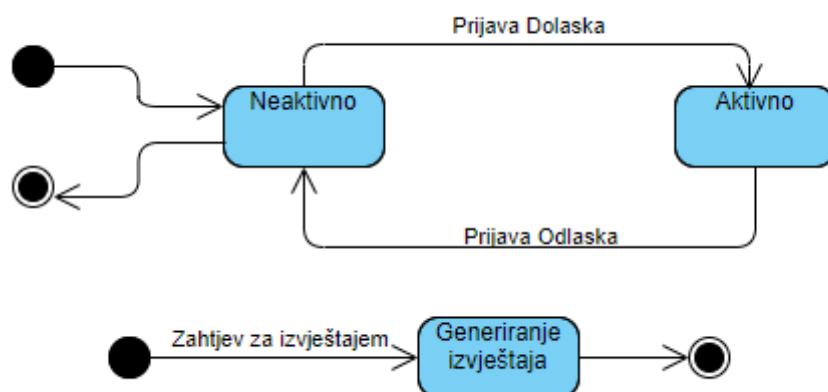 Prijava Dolaska
Neaktivno
Aktivno
Prijava Odlaska
Zahtjev za izvještajem
Generiranje
izvještaja